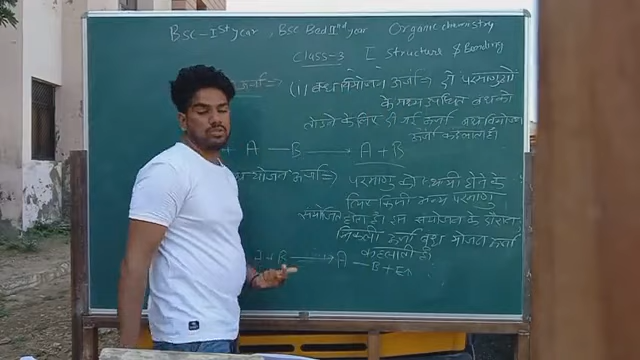 BSC-Ist year, BSC Bed IInd year Organic chemistry
Class-3 I Structure & Bonding
ऊर्जा⇒ (1) बंध वियोजन ऊर्जा⇒ दो परमाणुओं
के मध्य उपस्थित बंध को
तोड़ने के लिए दी गई ऊर्जा बंध वियोजन
ऊर्जा कहलाती है।
+ A — B ⟶ A + B
योजन ऊर्जा⇒ परमाणु को स्थायी होने के
लिए किसी अन्य परमाणु
होता है। इस संयोजन के दौरान
निकली ऊर्जा बंध योजन ऊर्जा
कहलाती है।
+ B ⟶ A — B +